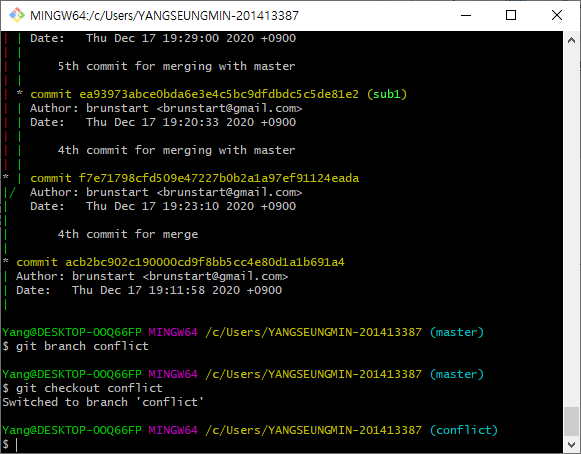 MINGW64:/c/Users/YANGSEUNGMIN-201413387
| | Date:   Thu Dec 17 19:29:00 2020 +0900
| |
| |     5th commit for merging with master
| |
| * commit ea93973abce0bda6e3e4c5bc9dfdbdc5c5de81e2 (sub1)
| | Author: brunstart <brunstart@gmail.com>
| | Date:   Thu Dec 17 19:20:33 2020 +0900
| |
| |     4th commit for merging with master
| |
* | commit f7e71798cfd509e47227b0b2a1a97ef91124eada
|/  Author: brunstart <brunstart@gmail.com>
|   Date:   Thu Dec 17 19:23:10 2020 +0900
|
|       4th commit for merge
|
* commit acb2bc902c190000cd9f8bb5cc4e80d1a1b691a4
| Author: brunstart <brunstart@gmail.com>
| Date:   Thu Dec 17 19:11:58 2020 +0900
|
Yang@DESKTOP-OOQ66FP MINGW64 /c/Users/YANGSEUNGMIN-201413387 (master)
$ git branch conflict
Yang@DESKTOP-OOQ66FP MINGW64 /c/Users/YANGSEUNGMIN-201413387 (master)
$ git checkout conflict
Switched to branch 'conflict'
Yang@DESKTOP-OOQ66FP MINGW64 /c/Users/YANGSEUNGMIN-201413387 (conflict)
$